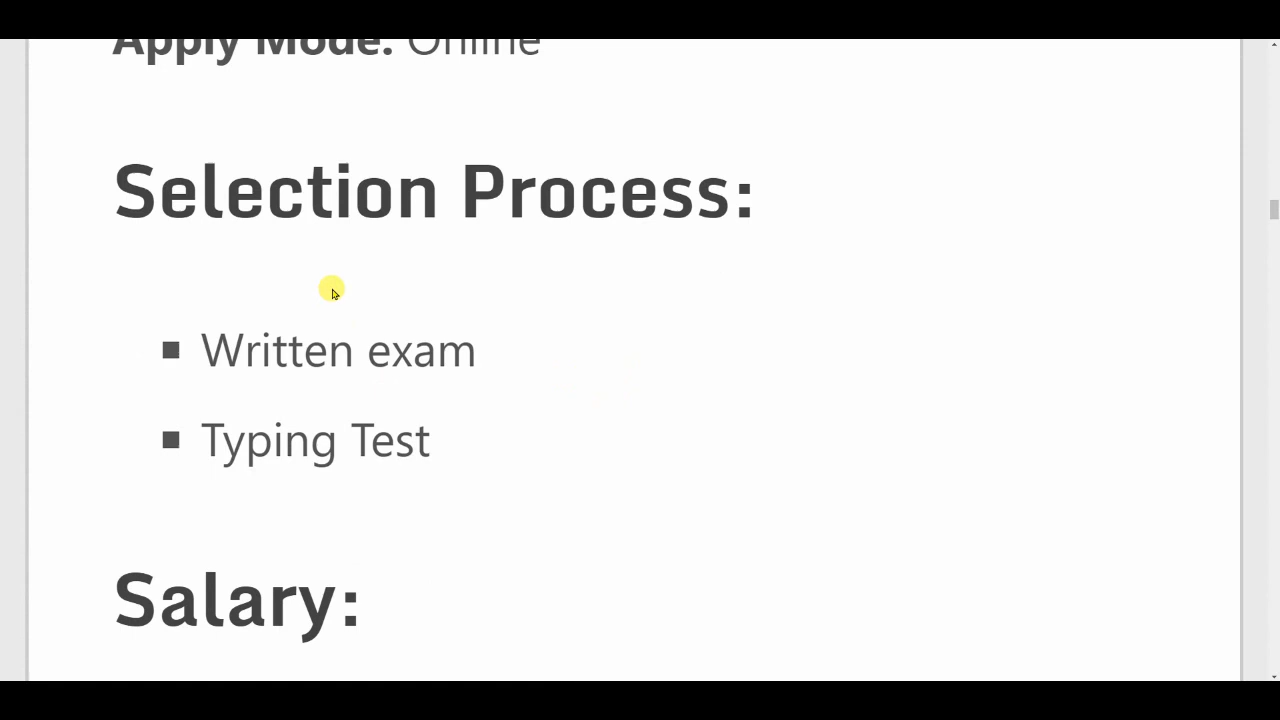 Apply Mode: Online
Selection Process:
Written exam
Typing Test
Salary: